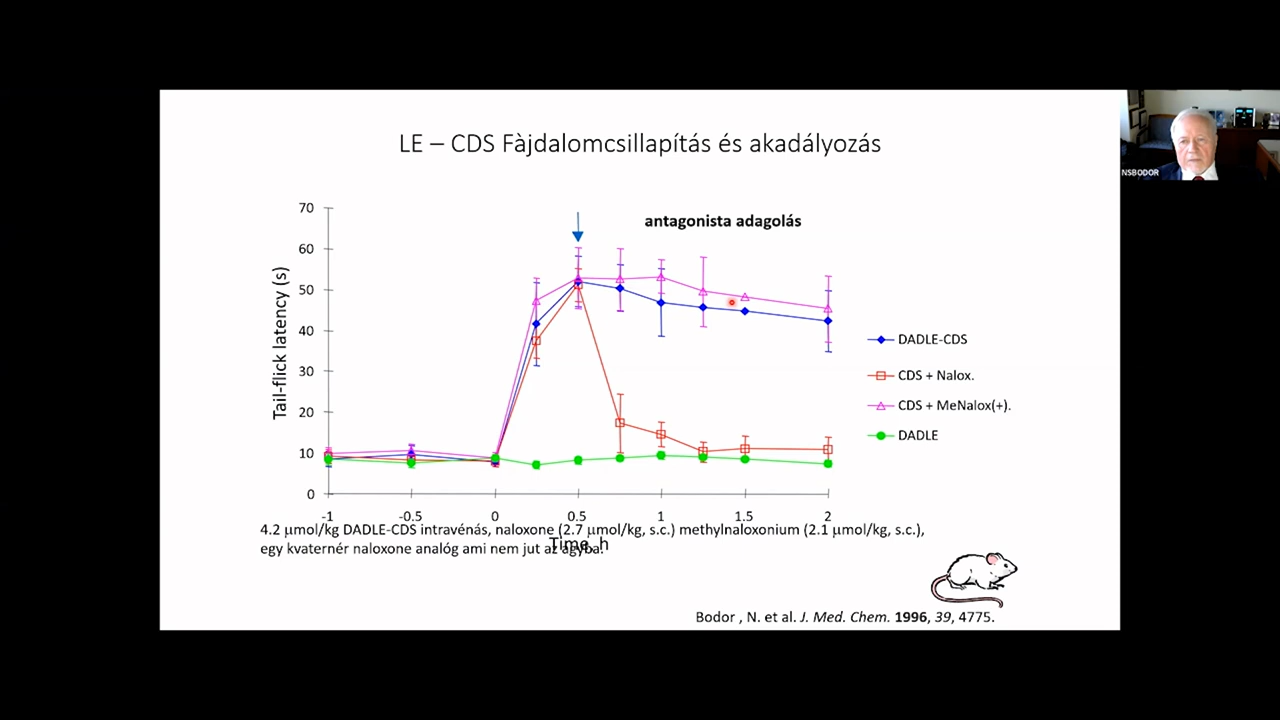 LE – CDS Fàjdalomcsillapítás és akadályozás
NSBODOR
antagonista adagolás
70
60
50
40
30
20
10
0
Tail-flick latency (s)
-1 -0.5 0 0.5 1 1.5 2
Time, h
DADLE-CDS
CDS + Nalox.
CDS + MeNalox(+).
DADLE
4.2 μmol/kg DADLE-CDS intravénás, naloxone (2.7 μmol/kg, s.c.) methylnaloxonium (2.1 μmol/kg, s.c.),
egy kvaternér naloxone analóg ami nem jut az agyba.
Bodor , N. et al. J. Med. Chem. 1996, 39, 4775.